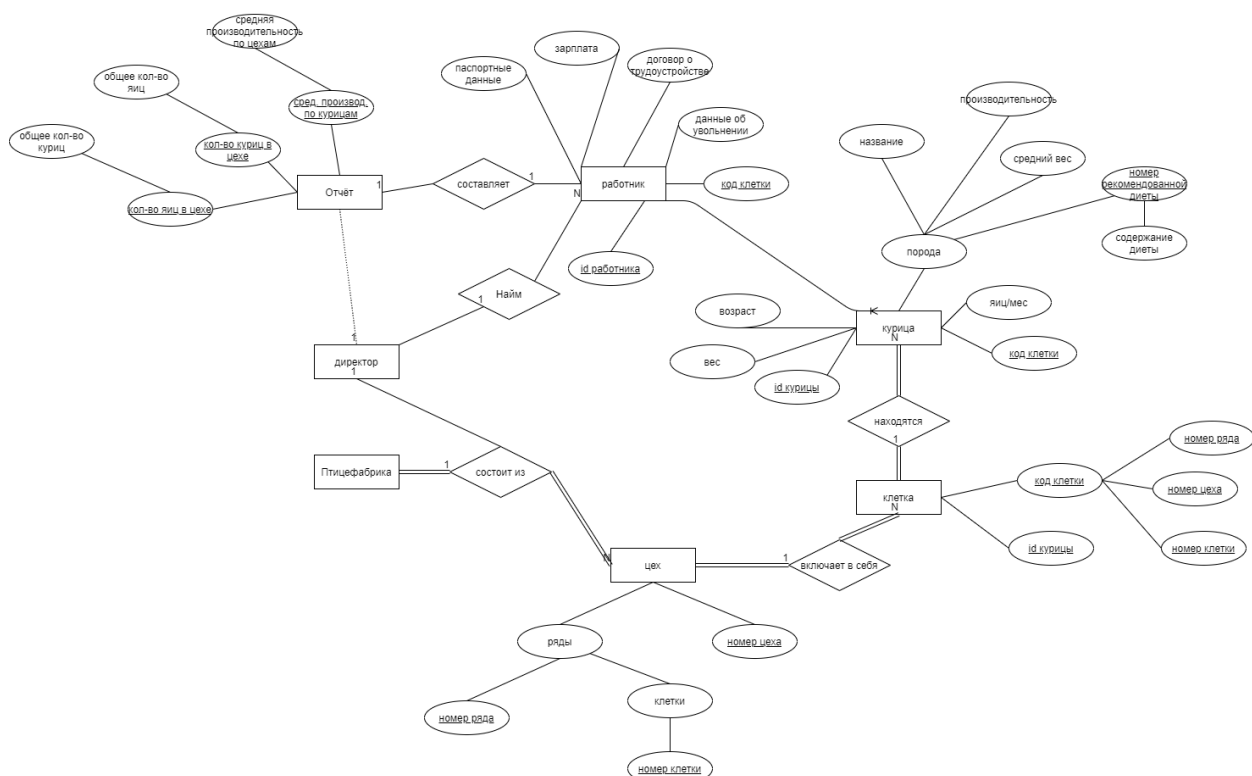 средняя
производительность
по цехам
зарплата
договор о
трудоустройстве
паспортные
данные
общее кол-во
яиц
сред. производ.
по курицам
производительность
данные об
увольнении
название
общее кол-во
куриц
кол-во куриц в
цехе
средний вес
номер
рекомендованной
диеты
Отчёт
1
составляет
1
работник
N
код клетки
кол-во яиц в цехе
содержание
диеты
порода
id работника
Найм
1
яиц/мес
возраст
курица
N
1
директор
1
код клетки
вес
id курицы
находятся
1
номер ряда
Птицефабрика
1
состоит из
код клетки
номер цеха
клетка
N
id курицы
номер клетки
N
цех
1
включает в себя
ряды
номер цеха
клетки
номер ряда
номер клетки